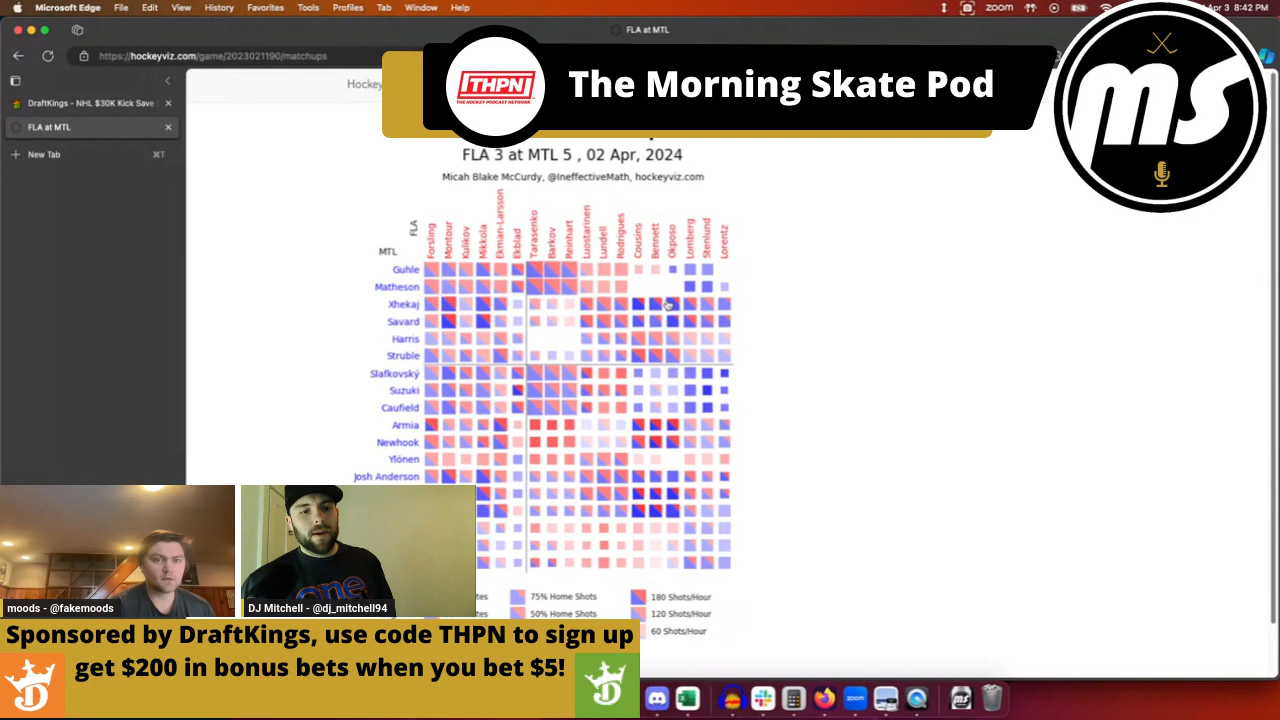 Microsoft Edge File Edit View History Favorites Tools Profiles Tab Window Help
zoom
Apr 3 8:42 PM
FLA at MTL
https://hockeyviz.com/game/2023021190/matchups
DraftKings - NHL $30K Kick Save
FLA at MTL
New Tab ⌘T
Hockey
THPN
THE HOCKEY PODCAST NETWORK
The Morning Skate Pod
ms
FLA 3 at MTL 5 , 02 Apr, 2024
Micah Blake McCurdy, @IneffectiveMath, hockeyviz.com
FLA
MTL
Forsling
Montour
Kulikov
Mikkola
Ekman-Larsson
Ekblad
Tarasenko
Barkov
Reinhart
Luostarinen
Lundell
Rodrigues
Cousins
Bennett
Okposo
Lomberg
Stenlund
Lorentz
Guhle
Matheson
Xhekaj
Savard
Harris
Struble
Slafkovský
Suzuki
Caufield
Armia
Newhook
Ylönen
Josh Anderson
75% Home Shots
180 Shots/Hour
50% Home Shots
120 Shots/Hour
60 Shots/Hour
moods - @fakemoods
DJ Mitchell - @dj_mitchell94
Sponsored by DraftKings, use code THPN to sign up
get $200 in bonus bets when you bet $5!
zoom